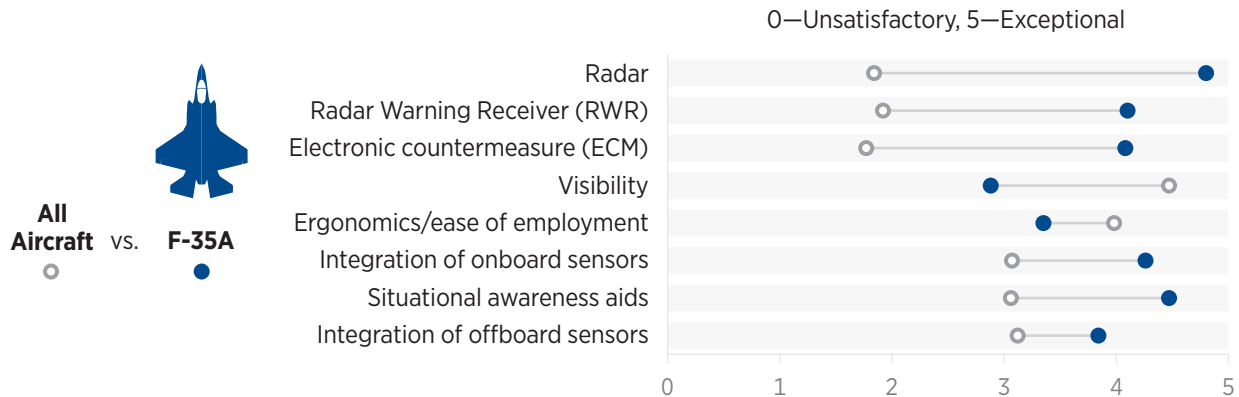 0—Unsatisfactory, 5—Exceptional
Radar
Radar Warning Receiver (RWR)
Electronic countermeasure (ECM)
Visibility
Ergonomics/ease of employment
Integration of onboard sensors
Situational awareness aids
Integration of offboard sensors
All
Aircraft vs. F-35A
0 1 2 3 4 5